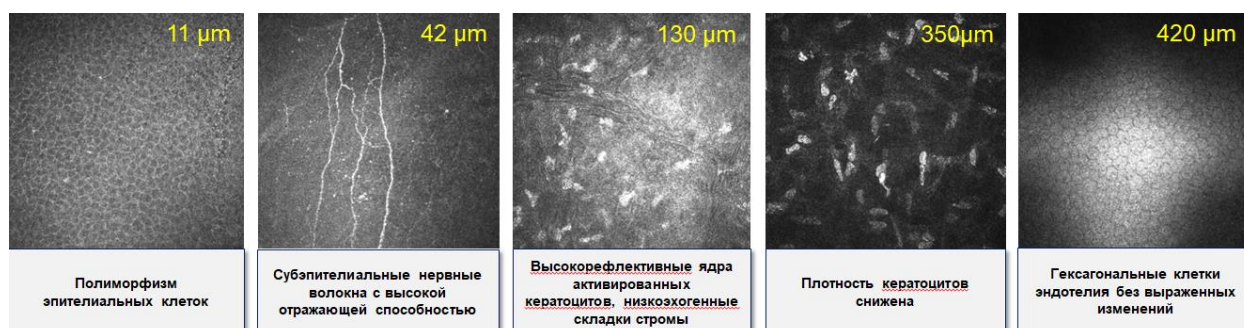 11 μm
42 μm
130 μm
350μm
420 μm
Полиморфизм
эпителиальных клеток
Субэпителиальные нервные
волокна с высокой
отражающей способностью
Высокорефлективные ядра
активированных
кератоцитов, низкоэхогенные
складки стромы
Плотность кератоцитов
снижена
Гексагональные клетки
эндотелия без выраженных
изменений